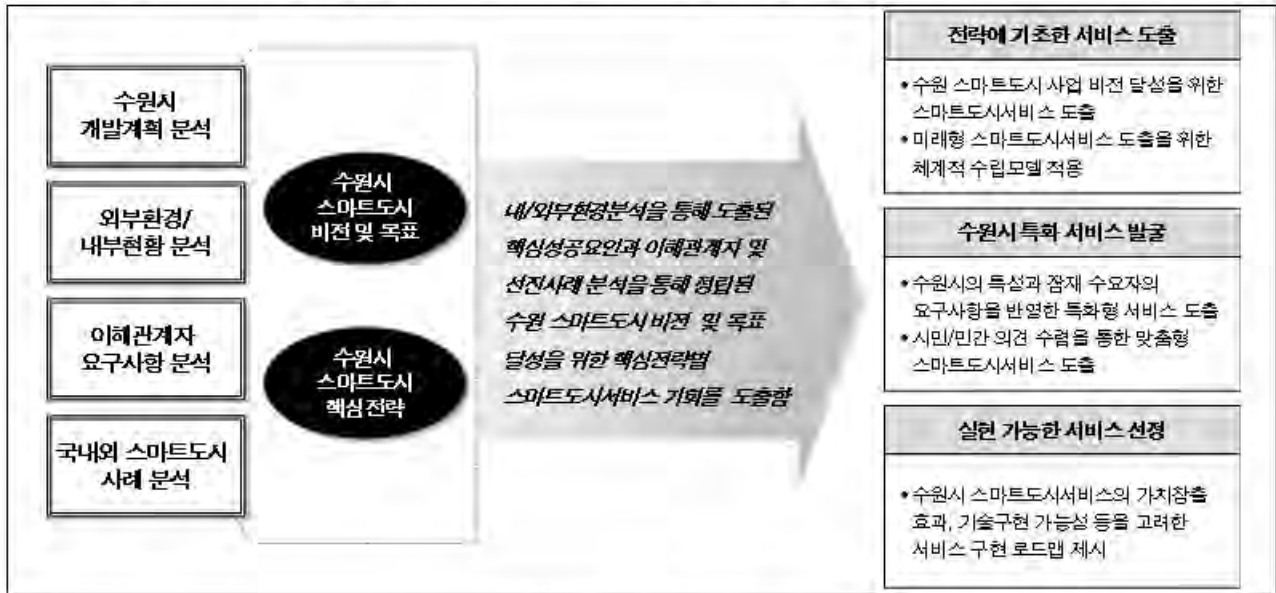 수원시
개발계획 분석
외부환경/
내부현황 분석
이해관계자
요구사항 분석
국내외 스마트도시
사례 분석
수원시
스마트도시
비전 및 목표
수원시
스마트도시
핵심전략
내/외부환경분석을 통해 도출된
핵심성공요인과 이해관계자 및
선진사례 분석을 통해 정립된
수원 스마트도시 비전 및 목표
달성을 위한 핵심전략법
스마트도시서비스 기회를 도출함
전략에 기초한 서비스 도출
• 수원 스마트도시 사업 비전 달성을 위한
스마트도시서비스 도출
• 미래형 스마트도시서비스 도출을 위한
체계적 수립모델 적용
수원시 특화 서비스 발굴
• 수원시의 특성과 잠재 수요자의
요구사항을 반영한 특화형 서비스 도출
• 시민/민간 의견 수렴을 통한 맞춤형
스마트도시서비스 도출
실현 가능한 서비스 선정
• 수원시 스마트도시서비스의 가치창출
효과, 기술구현 가능성 등을 고려한
서비스 구현 로드맵 제시